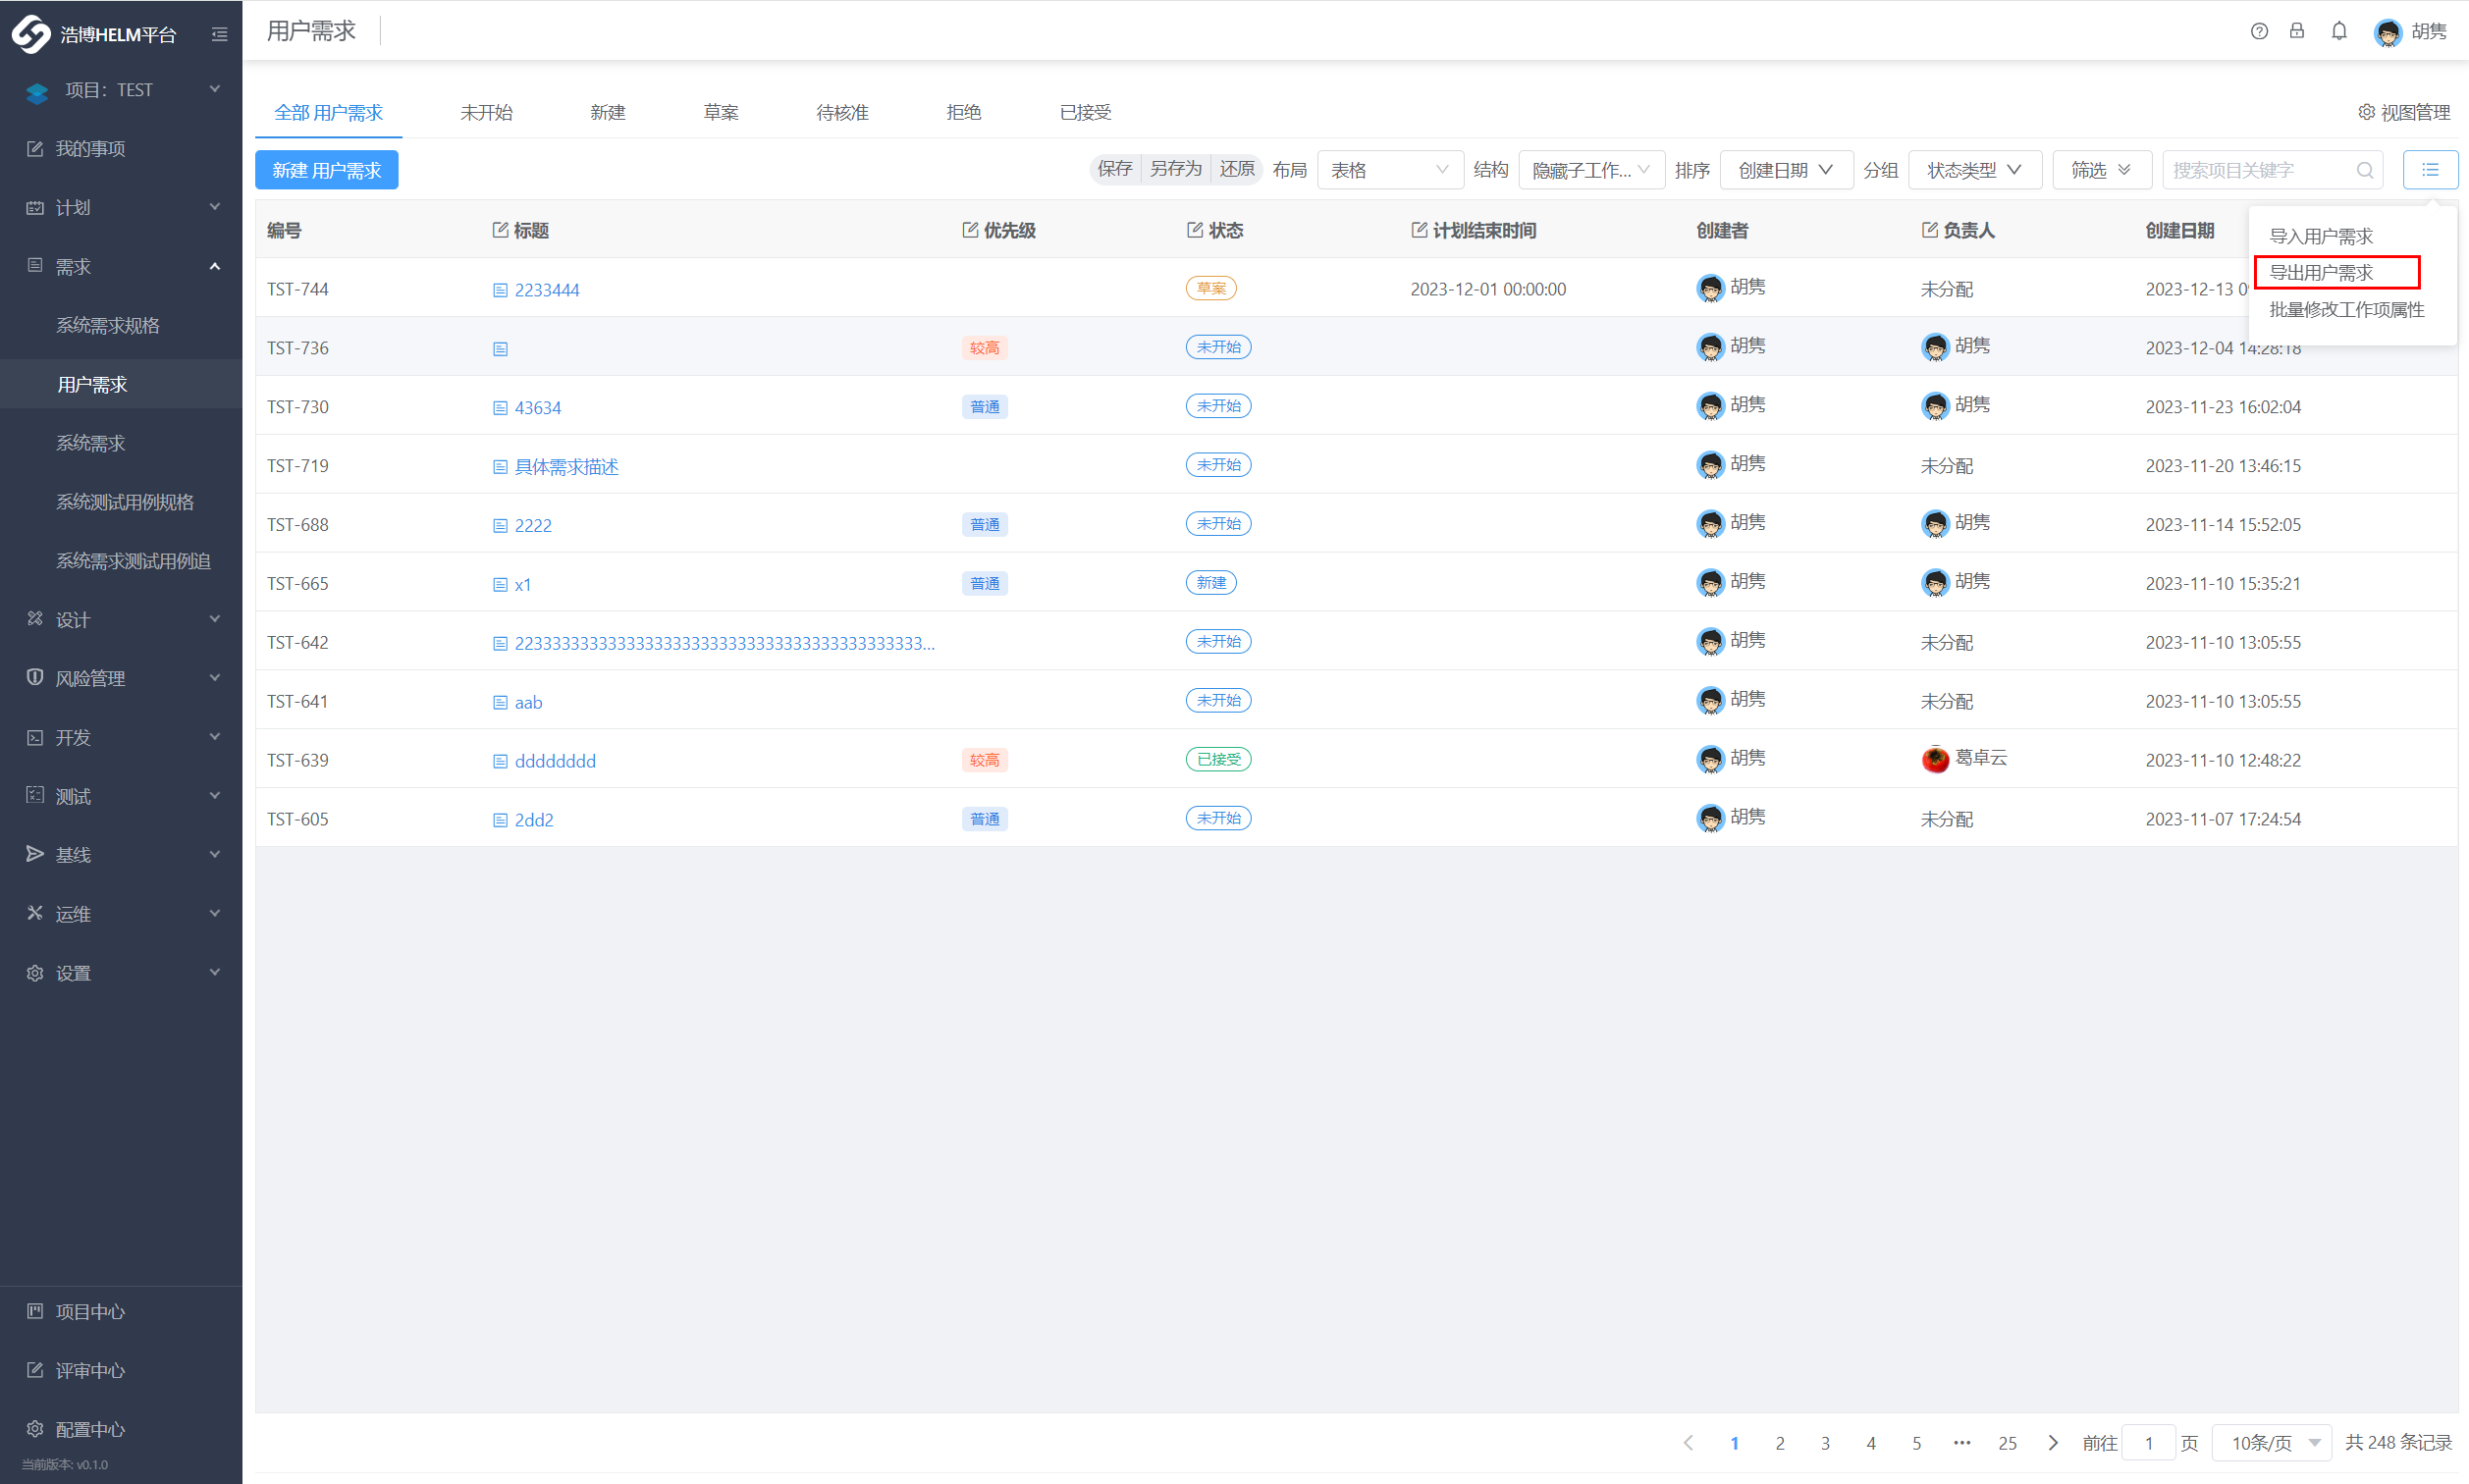 浩博HELM平台
项目：TEST
我的事项
计划
需求
系统需求规格
用户需求
系统需求
系统测试用例规格
系统需求测试用例追
设计
风险管理
开发
测试
基线
运维
设置
项目中心
评审中心
配置中心
当前版本: v0.1.0
用户需求
胡隽
全部 用户需求 未开始 新建 草案 待核准 拒绝 已接受 视图管理
新建 用户需求 保存 另存为 还原 布局 表格 结构 隐藏子工作... 排序 创建日期 分组 状态类型 筛选 搜索项目关键字
导入用户需求
导出用户需求
批量修改工作项属性
编号 标题 优先级 状态 计划结束时间 创建者 负责人 创建日期
TST-744 2233444 草案 2023-12-01 00:00:00 胡隽 未分配 2023-12-13
TST-736 较高 未开始 胡隽 胡隽 2023-12-04 14:28:18
TST-730 43634 普通 未开始 胡隽 胡隽 2023-11-23 16:02:04
TST-719 具体需求描述 未开始 胡隽 未分配 2023-11-20 13:46:15
TST-688 2222 普通 未开始 胡隽 胡隽 2023-11-14 15:52:05
TST-665 x1 普通 新建 胡隽 胡隽 2023-11-10 15:35:21
TST-642 223333333333333333333333333333333333333333... 未开始 胡隽 未分配 2023-11-10 13:05:55
TST-641 aab 未开始 胡隽 未分配 2023-11-10 13:05:55
TST-639 dddddddd 较高 已接受 胡隽 葛卓云 2023-11-10 12:48:22
TST-605 2dd2 普通 未开始 胡隽 未分配 2023-11-07 17:24:54
1 2 3 4 5 ••• 25 前往 1 页 10条/页 共 248 条记录